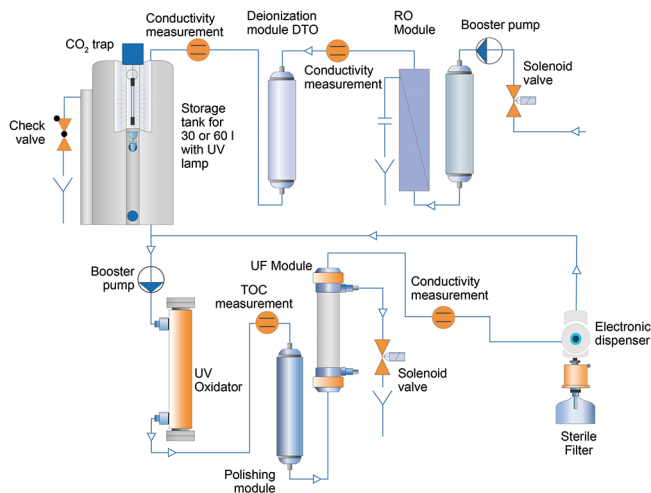 CO₂ trap
Conductivity
measurement
Deionization
module DTO
Conductivity
measurement
RO
Module
Booster pump
Solenoid
valve
Check
valve
Storage
tank for
30 or 60 l
with UV
lamp
Booster
pump
UV
Oxidator
TOC
measurement
Polishing
module
UF Module
Solenoid
valve
Conductivity
measurement
Electronic
dispenser
Sterile
Filter